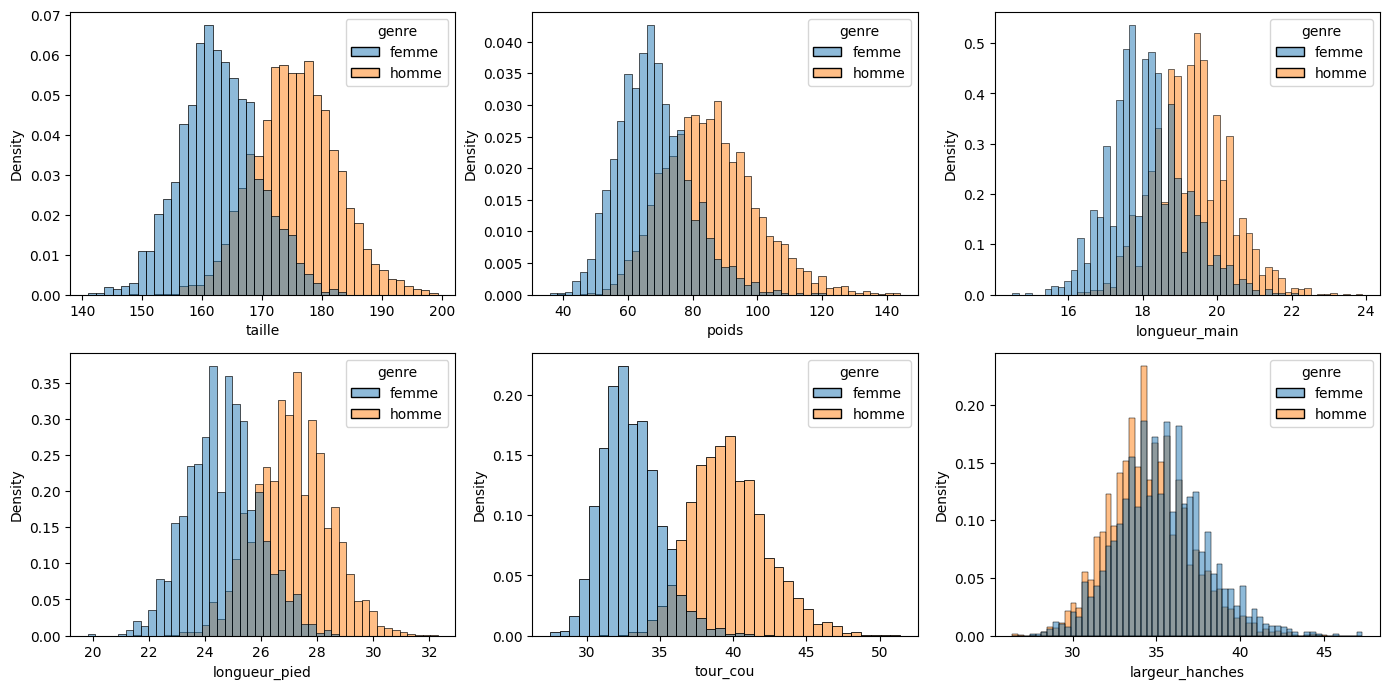 0.07
0.06
0.05
0.04
0.03
0.02
0.01
0.00
Density
140 150 160 170 180 190 200
taille
genre
femme
homme
0.040
0.035
0.030
0.025
0.020
0.015
0.010
0.005
0.000
Density
40 60 80 100 120 140
poids
genre
femme
homme
0.5
0.4
0.3
0.2
0.1
0.0
Density
16 18 20 22 24
longueur_main
genre
femme
homme
0.35
0.30
0.25
0.20
0.15
0.10
0.05
0.00
Density
20 22 24 26 28 30 32
longueur_pied
genre
femme
homme
0.20
0.15
0.10
0.05
0.00
Density
30 35 40 45 50
tour_cou
genre
femme
homme
0.20
0.15
0.10
0.05
0.00
Density
30 35 40 45
largeur_hanches
genre
femme
homme